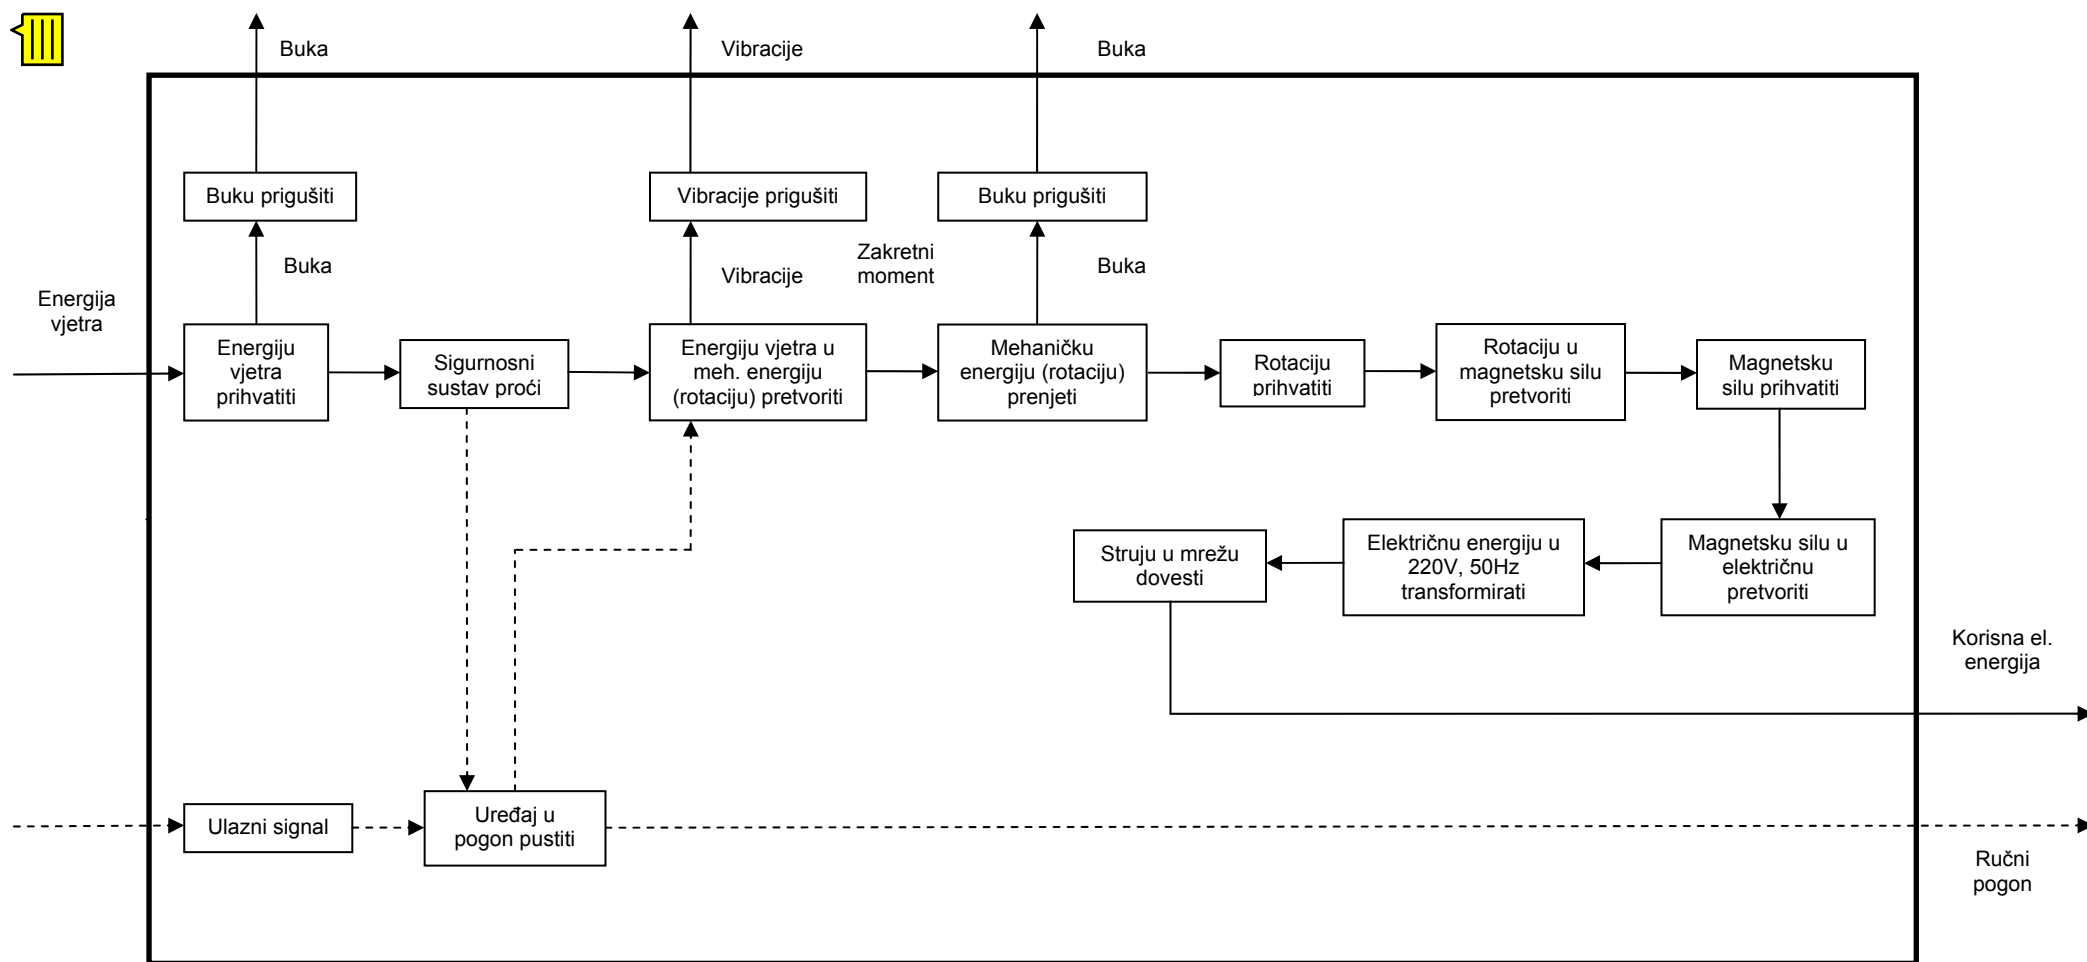 Buka
Vibracije
Buka
Buku prigušiti
Vibracije prigušiti
Buku prigušiti
Buka
Vibracije
Zakretni
moment
Buka
Energija
vjetra
Energiju
vjetra
prihvatiti
Sigurnosni
sustav proći
Energiju vjetra u
meh. energiju
(rotaciju) pretvoriti
Mehaničku
energiju (rotaciju)
prenjeti
Rotaciju
prihvatiti
Rotaciju u
magnetsku silu
pretvoriti
Magnetsku
silu prihvatiti
Struju u mrežu
dovesti
Električnu energiju u
220V, 50Hz
transformirati
Magnetsku silu u
električnu
pretvoriti
Korisna el.
energija
Ulazni signal
Uređaj u
pogon pustiti
Ručni
pogon